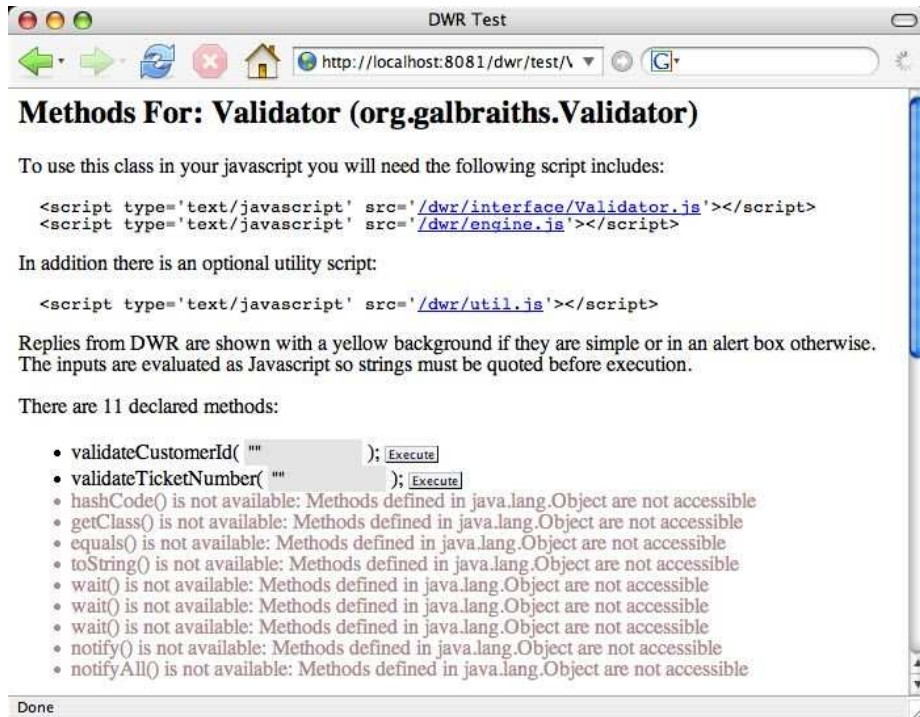 DWR Test
http://localhost:8081/dwr/test/\
G
Methods For: Validator (org.galbraiths.Validator)
To use this class in your javascript you will need the following script includes:
<script type='text/javascript' src='/dwr/interface/Validator.js'></script>
<script type='text/javascript' src='/dwr/engine.js'></script>
In addition there is an optional utility script:
<script type='text/javascript' src='/dwr/util.js'></script>
Replies from DWR are shown with a yellow background if they are simple or in an alert box otherwise.
The inputs are evaluated as Javascript so strings must be quoted before execution.
There are 11 declared methods:
• validateCustomerId( "" ); Execute
• validateTicketNumber( "" ); Execute
• hashCode() is not available: Methods defined in java.lang.Object are not accessible
• getClass() is not available: Methods defined in java.lang.Object are not accessible
• equals() is not available: Methods defined in java.lang.Object are not accessible
• toString() is not available: Methods defined in java.lang.Object are not accessible
• wait() is not available: Methods defined in java.lang.Object are not accessible
• wait() is not available: Methods defined in java.lang.Object are not accessible
• wait() is not available: Methods defined in java.lang.Object are not accessible
• notify() is not available: Methods defined in java.lang.Object are not accessible
• notifyAll() is not available: Methods defined in java.lang.Object are not accessible
Done